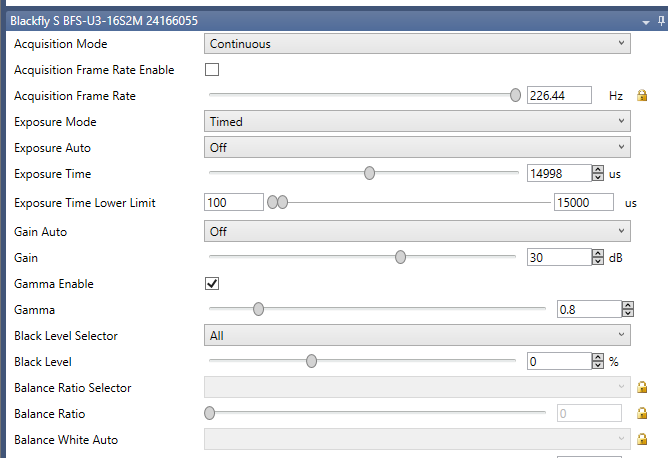 Blackfly S BFS-U3-16S2M 24166055
Acquisition Mode Continuous
Acquisition Frame Rate Enable
Acquisition Frame Rate 226.44 Hz
Exposure Mode Timed
Exposure Auto Off
Exposure Time 14998 us
Exposure Time Lower Limit 100 15000 us
Gain Auto Off
Gain 30 dB
Gamma Enable
Gamma 0.8
Black Level Selector All
Black Level 0 %
Balance Ratio Selector
Balance Ratio 0
Balance White Auto